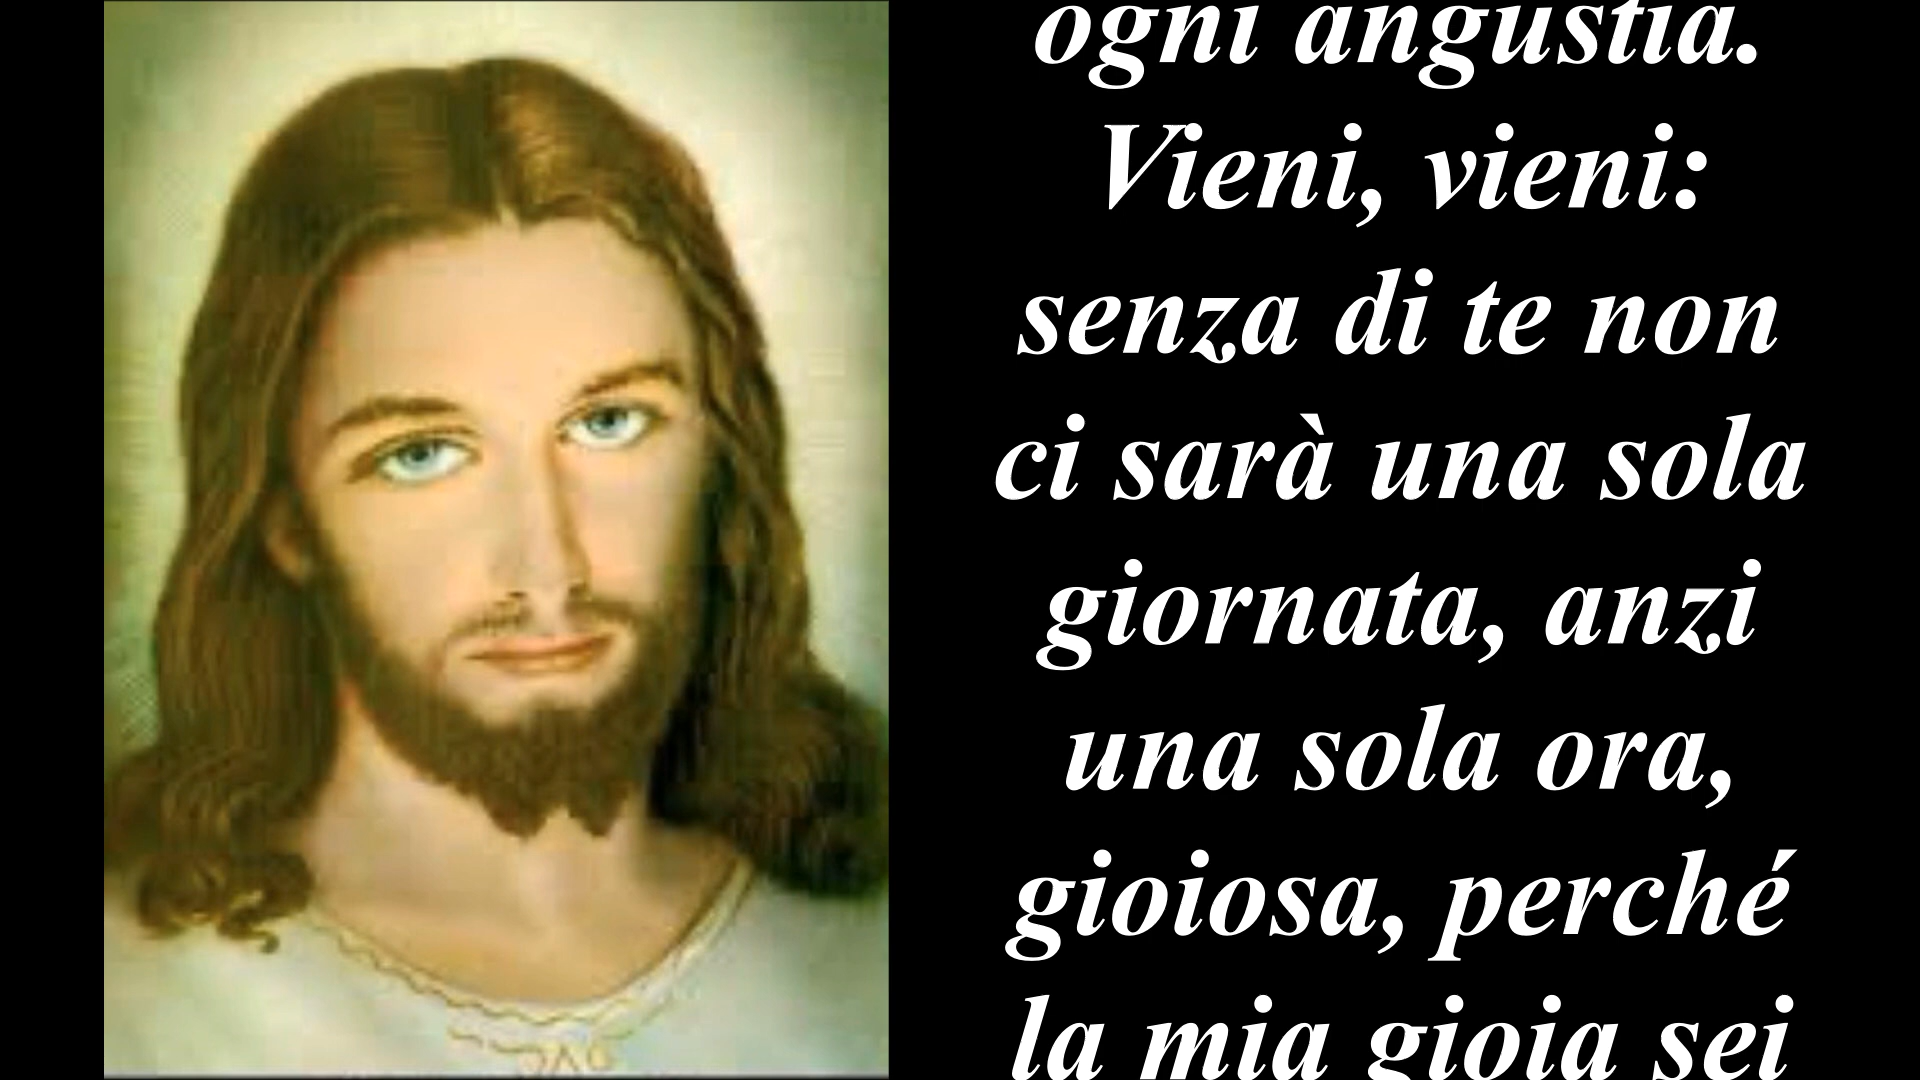 ogni angustia.
Vieni, vieni:
senza di te non
ci sarà una sola
giornata, anzi
una sola ora,
gioiosa, perché
la mia gioia sei